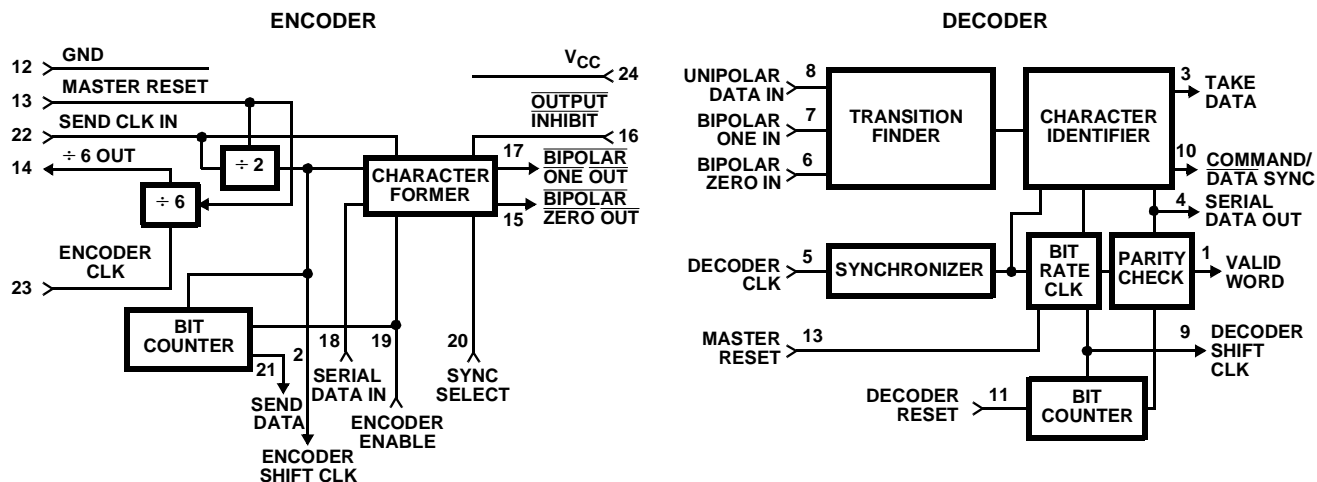 ENCODER
12
GND
13
MASTER RESET
22
SEND CLK IN
14
÷ 6 OUT
÷ 2
÷ 6
ENCODER
CLK
23
BIT
COUNTER
21
SEND
DATA
2
ENCODER
SHIFT CLK
18
SERIAL
DATA IN
19
ENCODER
ENABLE
20
SYNC
SELECT
CHARACTER
FORMER
VCC
24
OUTPUT
INHIBIT
16
17
BIPOLAR
ONE OUT
15
BIPOLAR
ZERO OUT
DECODER
UNIPOLAR
DATA IN
8
BIPOLAR
ONE IN
7
BIPOLAR
ZERO IN
6
TRANSITION
FINDER
CHARACTER
IDENTIFIER
3
TAKE
DATA
10
COMMAND/
DATA SYNC
4
SERIAL
DATA OUT
DECODER
CLK
5
SYNCHRONIZER
BIT
RATE
CLK
PARITY
CHECK
1
VALID
WORD
MASTER
RESET
13
9
DECODER
SHIFT
CLK
DECODER
RESET
11
BIT
COUNTER